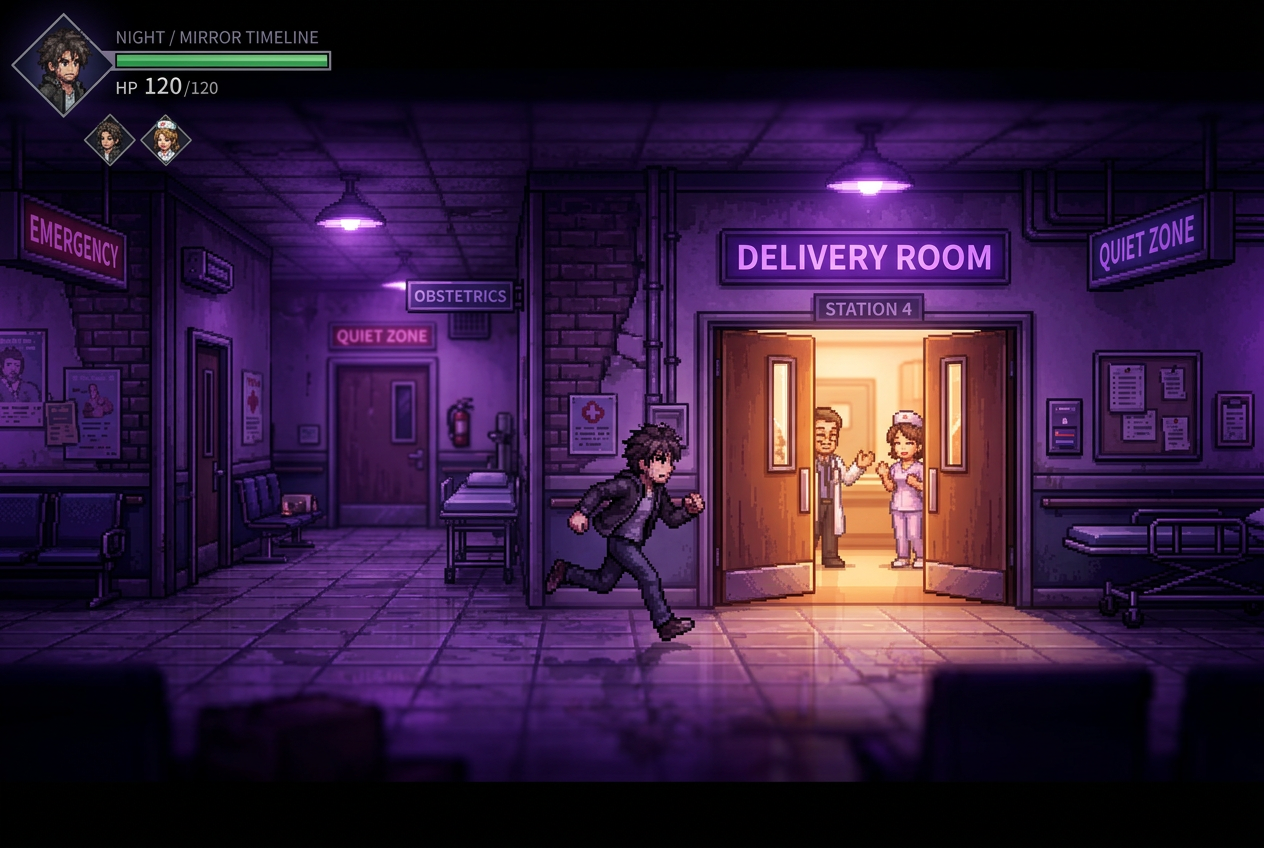 NIGHT / MIRROR TIMELINE
HP 120/120
EMERGENCY
OBSTETRICS
QUIET ZONE
DELIVERY ROOM
STATION 4
QUIET ZONE